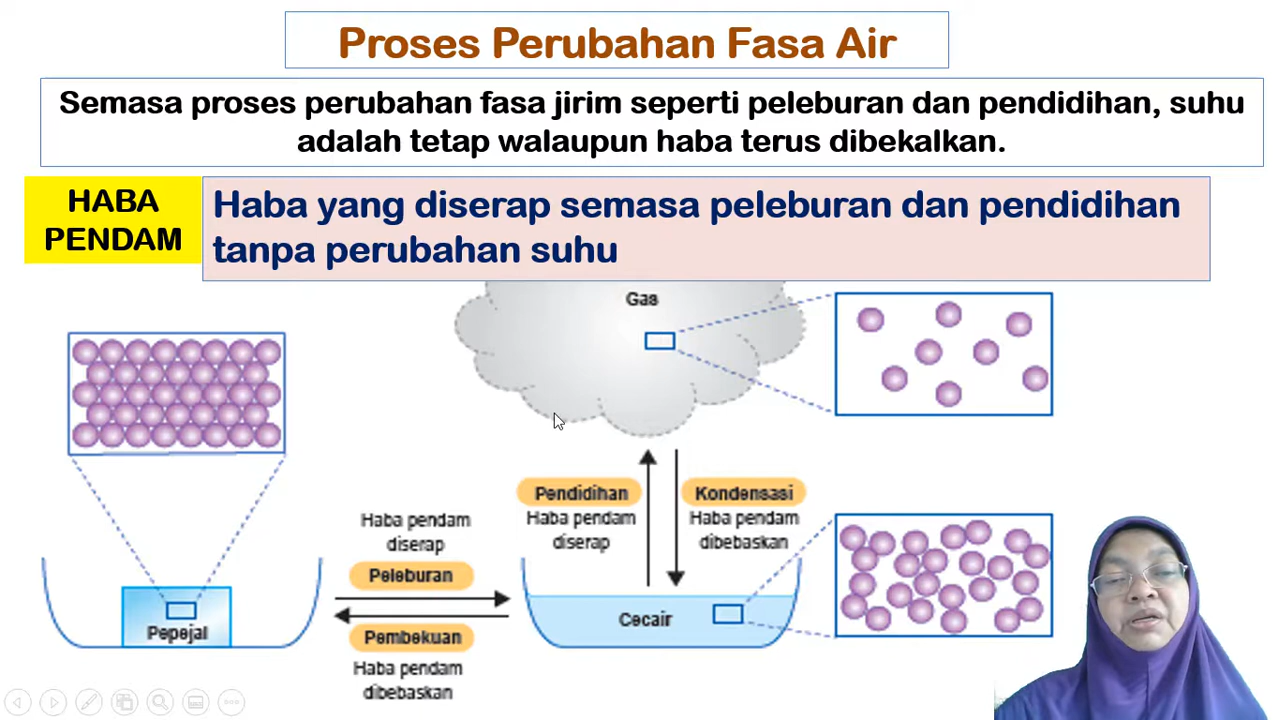 Proses Perubahan Fasa Air
Semasa proses perubahan fasa jirim seperti peleburan dan pendidihan, suhu
adalah tetap walaupun haba terus dibekalkan.
HABA
PENDAM
Haba yang diserap semasa peleburan dan pendidihan
tanpa perubahan suhu
Gas
Pendidihan
Haba pendam
diserap
Kondensasi
Haba pendam
dibebaskan
Haba pendam
diserap
Peleburan
Pembekuan
Haba pendam
dibebaskan
Pepejal
Cecair